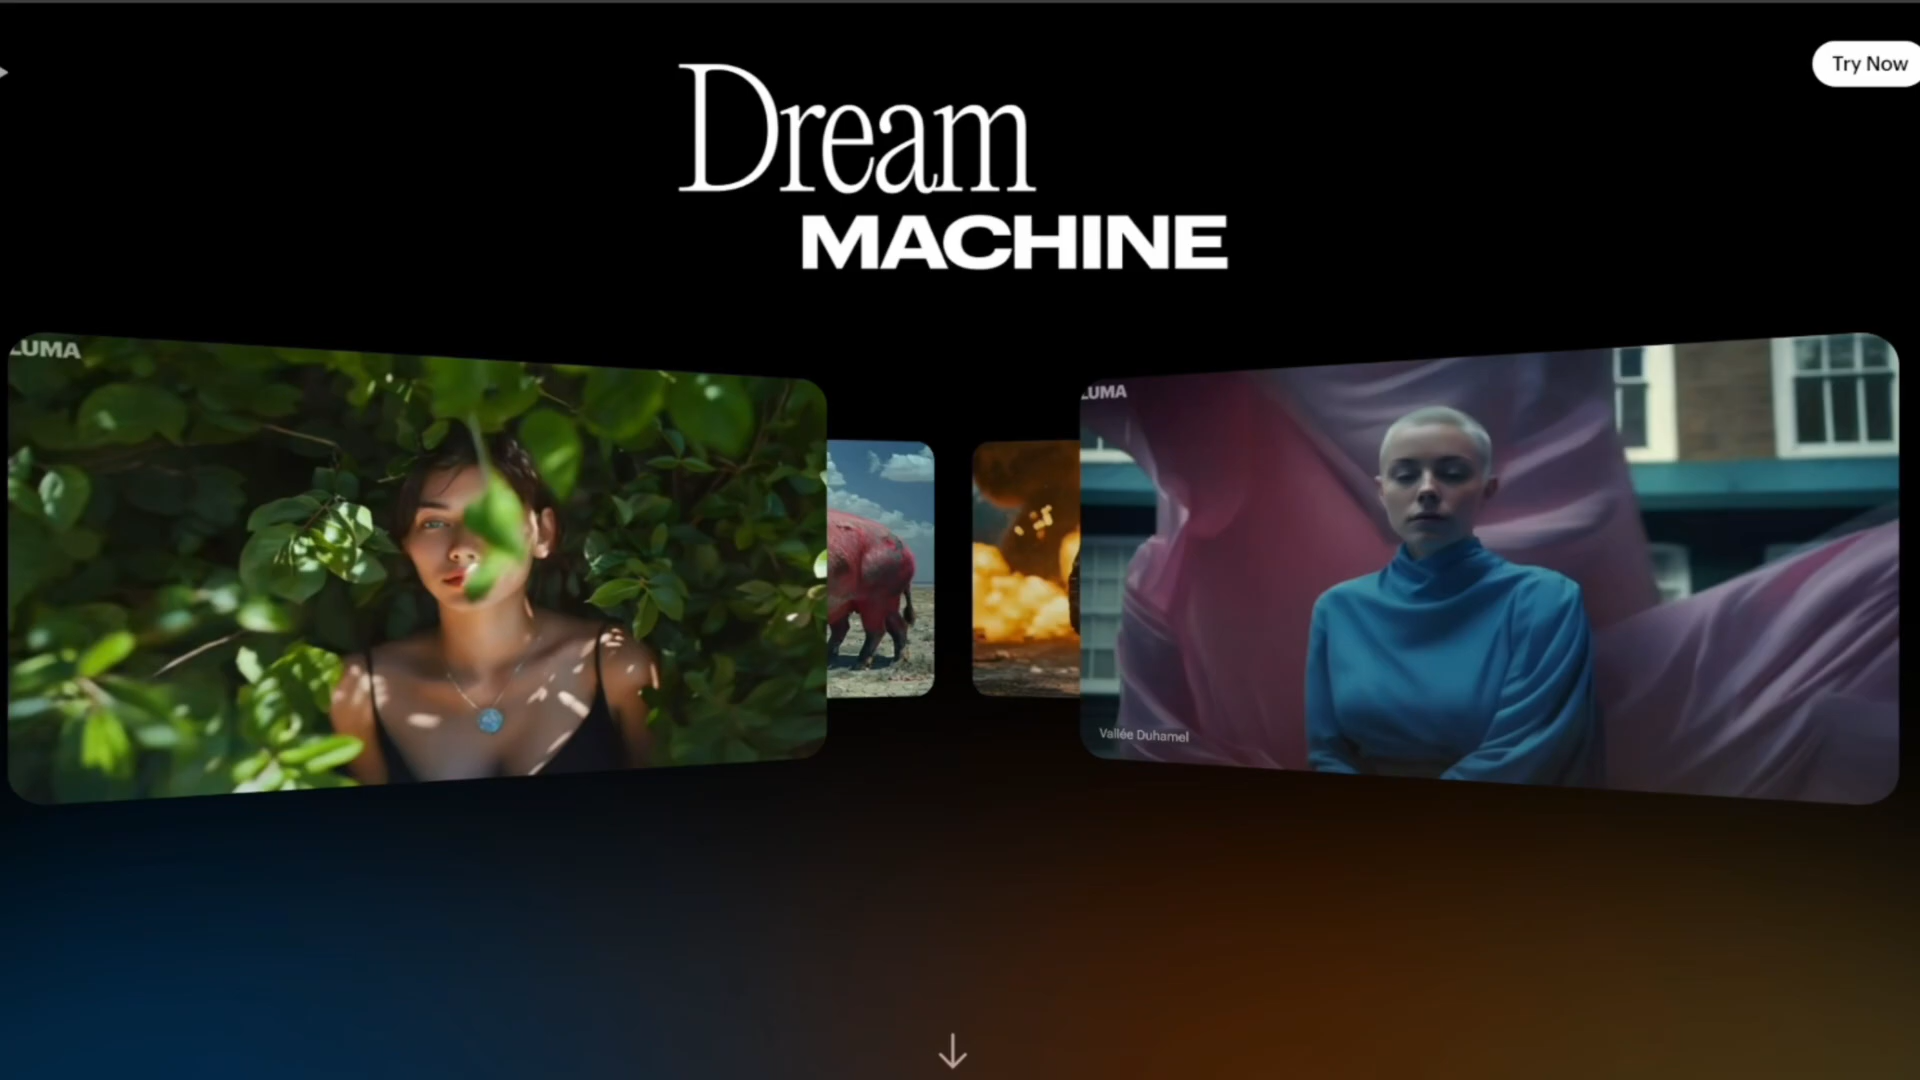 Try Now
Dream
MACHINE
LUMA
LUMA
Vallée Duhamel